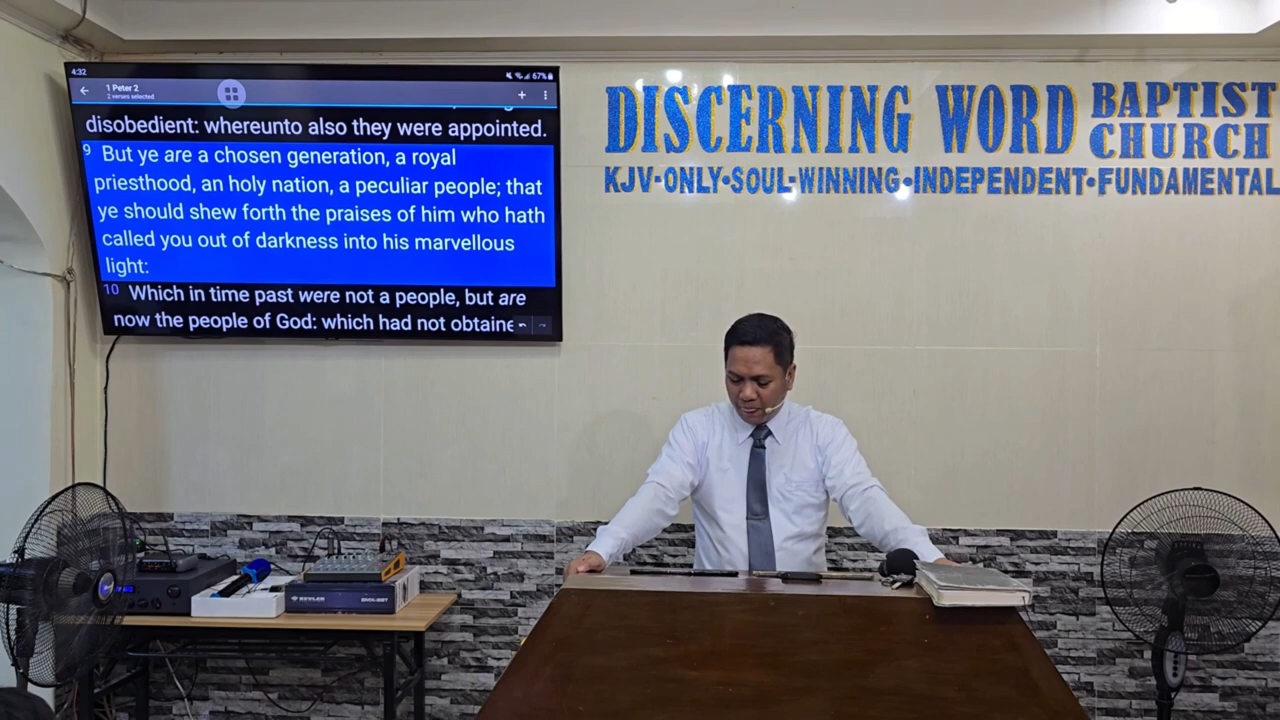 4:32
67%
1 Peter 2
2 verses selected
disobedient: whereunto also they were appointed.
9 But ye are a chosen generation, a royal
priesthood, an holy nation, a peculiar people; that
ye should shew forth the praises of him who hath
called you out of darkness into his marvellous
light:
10 Which in time past were not a people, but are
now the people of God: which had not obtaine
DISCERNING WORD BAPTIST
CHURCH
KJV-ONLY•SOUL-WINNING•INDEPENDENT•FUNDAMENTAL